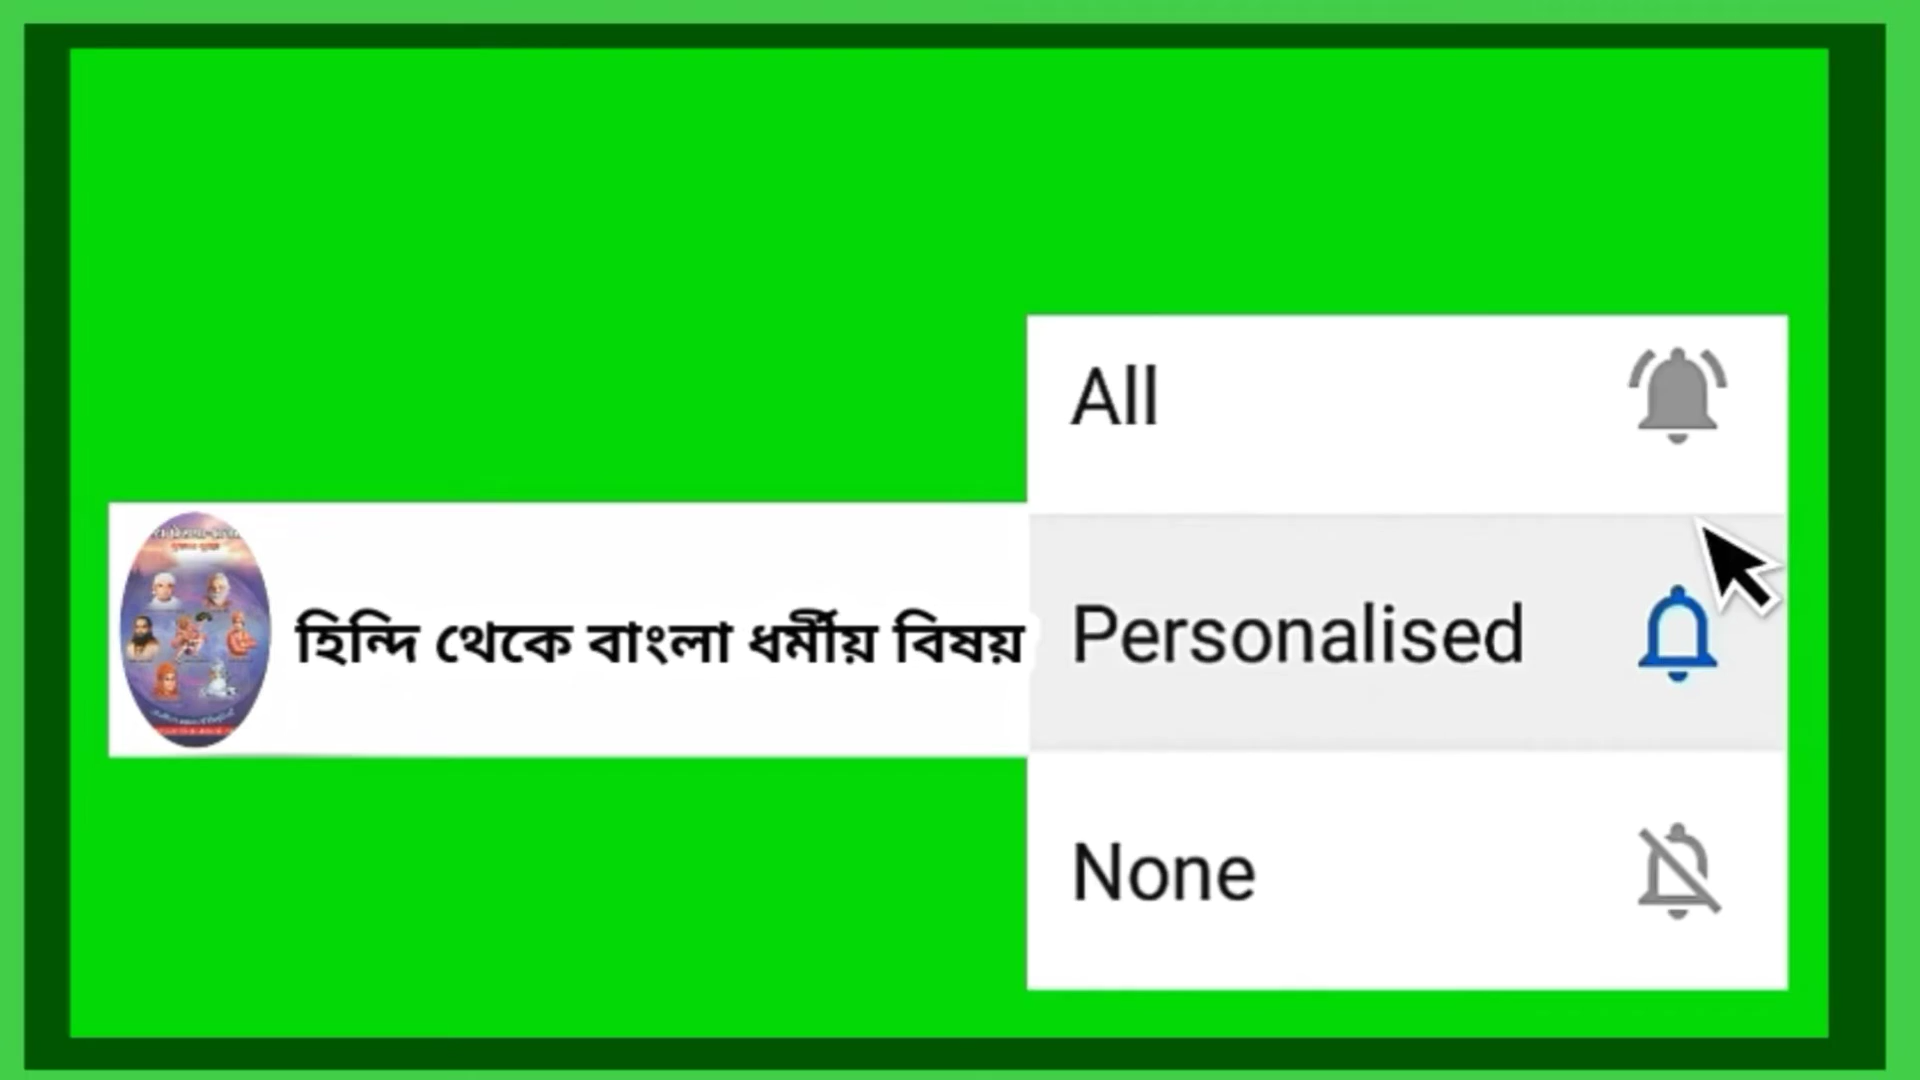 All
হিন্দি থেকে বাংলা ধর্মীয় বিষয়
Personalised
None